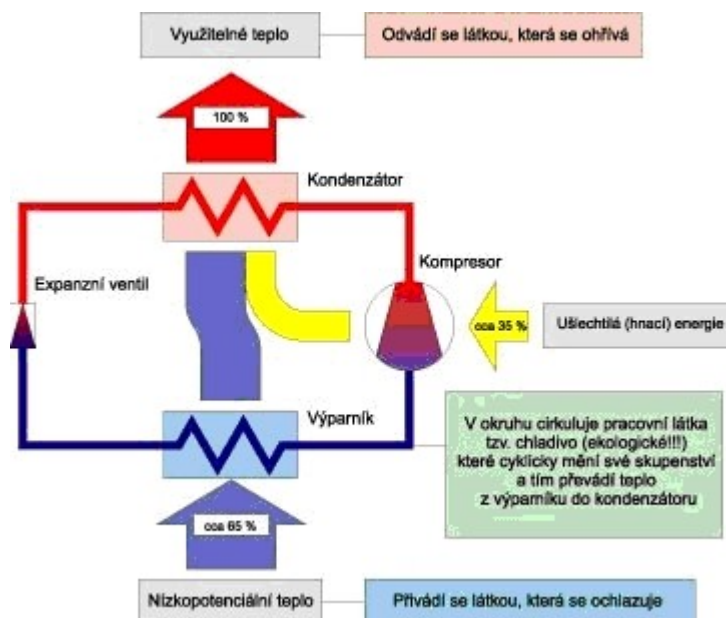 Využitelné teplo
Odvádí se látkou, která se ohřívá
100 %
Kondenzátor
Expanzní ventil
Kompresor
cca 35 %
Ušlechtilá (hnací) energie
Výparník
V okruhu cirkuluje pracovní látka
tzv. chladivo (ekologické!!!)
které cyklicky mění své skupenství
a tím převádí teplo
z výparníku do kondenzátoru
cca 65 %
Nízkopotenciální teplo
Přivádí se látkou, která se ochlazuje